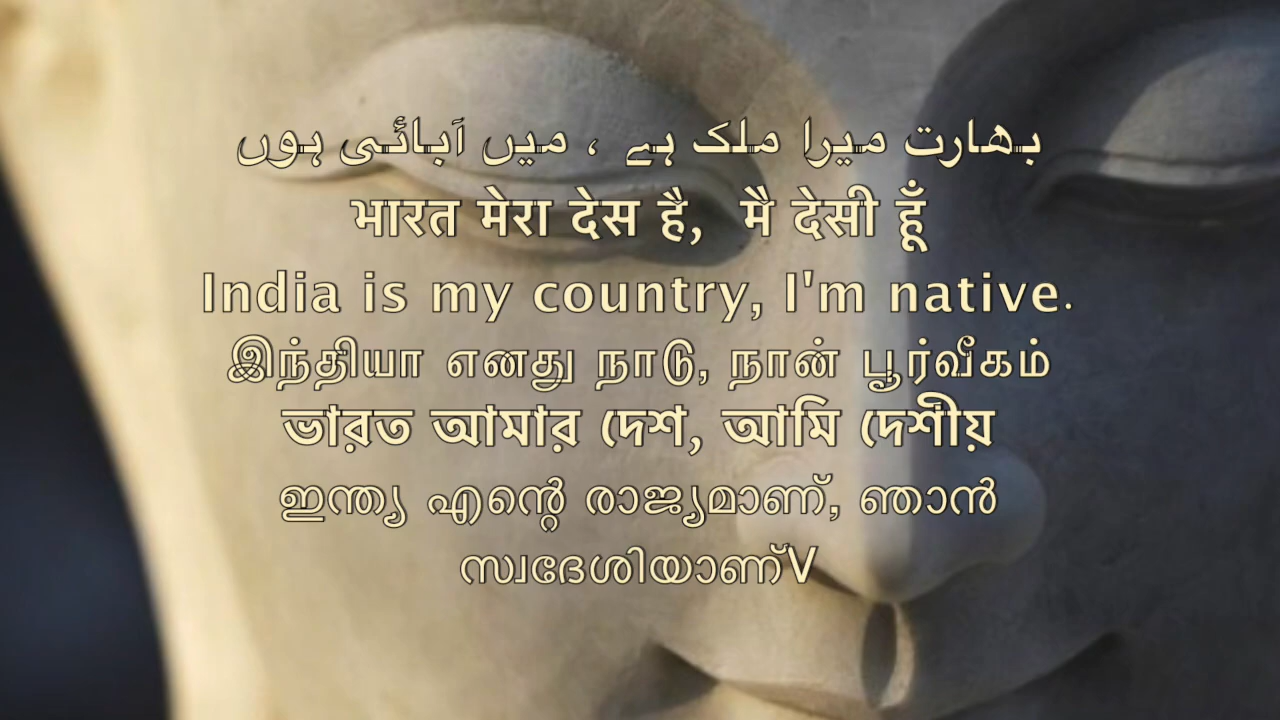 بھارت میرا ملک ہے ، میں آبائی ہوں
भारत मेरा देस है, मै देसी हूँ
India is my country, I'm native.
இந்தியா எனது நாடு, நான் பூர்வீகம்
ভারত আমার দেশ, আমি দেশীয়
ഇന്ത്യ എന്റെ രാജ്യമാണ്, ഞാൻ
സ്വദേശിയാണ്V